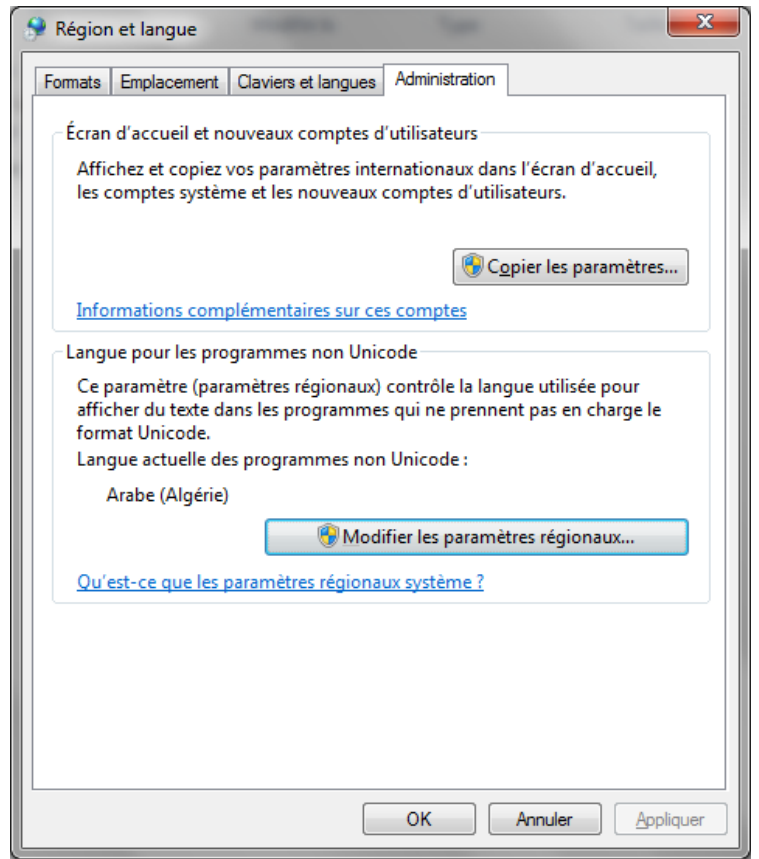 Région et langue
Formats Emplacement Claviers et langues Administration
Écran d'accueil et nouveaux comptes d'utilisateurs
Affichez et copiez vos paramètres internationaux dans l'écran d'accueil,
les comptes système et les nouveaux comptes d'utilisateurs.
Copier les paramètres...
Informations complémentaires sur ces comptes
Langue pour les programmes non Unicode
Ce paramètre (paramètres régionaux) contrôle la langue utilisée pour
afficher du texte dans les programmes qui ne prennent pas en charge le
format Unicode.
Langue actuelle des programmes non Unicode :
Arabe (Algérie)
Modifier les paramètres régionaux...
Qu'est-ce que les paramètres régionaux système ?
OK Annuler Appliquer